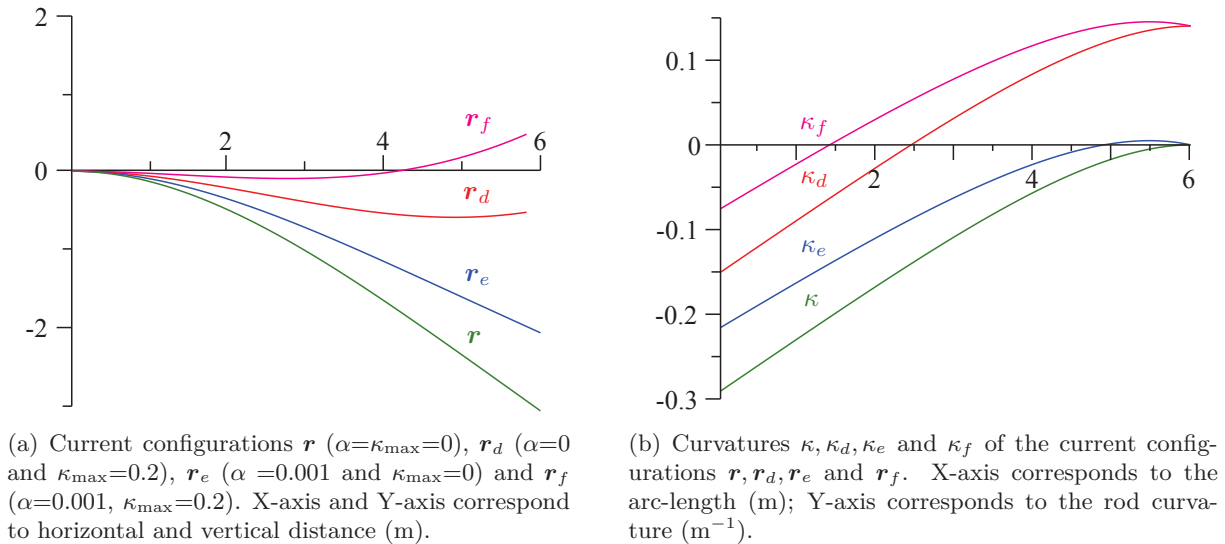 2
2
4
6
0
-2
r_f
r_d
r_e
r
0.1
0
2
4
6
-0.1
-0.2
-0.3
κ_f
κ_d
κ_e
κ
(a) Current configurations r (α=κ_max=0), r_d (α=0
and κ_max=0.2), r_e (α =0.001 and κ_max=0) and r_f
(α=0.001, κ_max=0.2). X-axis and Y-axis correspond
to horizontal and vertical distance (m).
(b) Curvatures κ, κ_d, κ_e and κ_f of the current config-
urations r, r_d, r_e and r_f. X-axis corresponds to the
arc-length (m); Y-axis corresponds to the rod curva-
ture (m⁻¹).